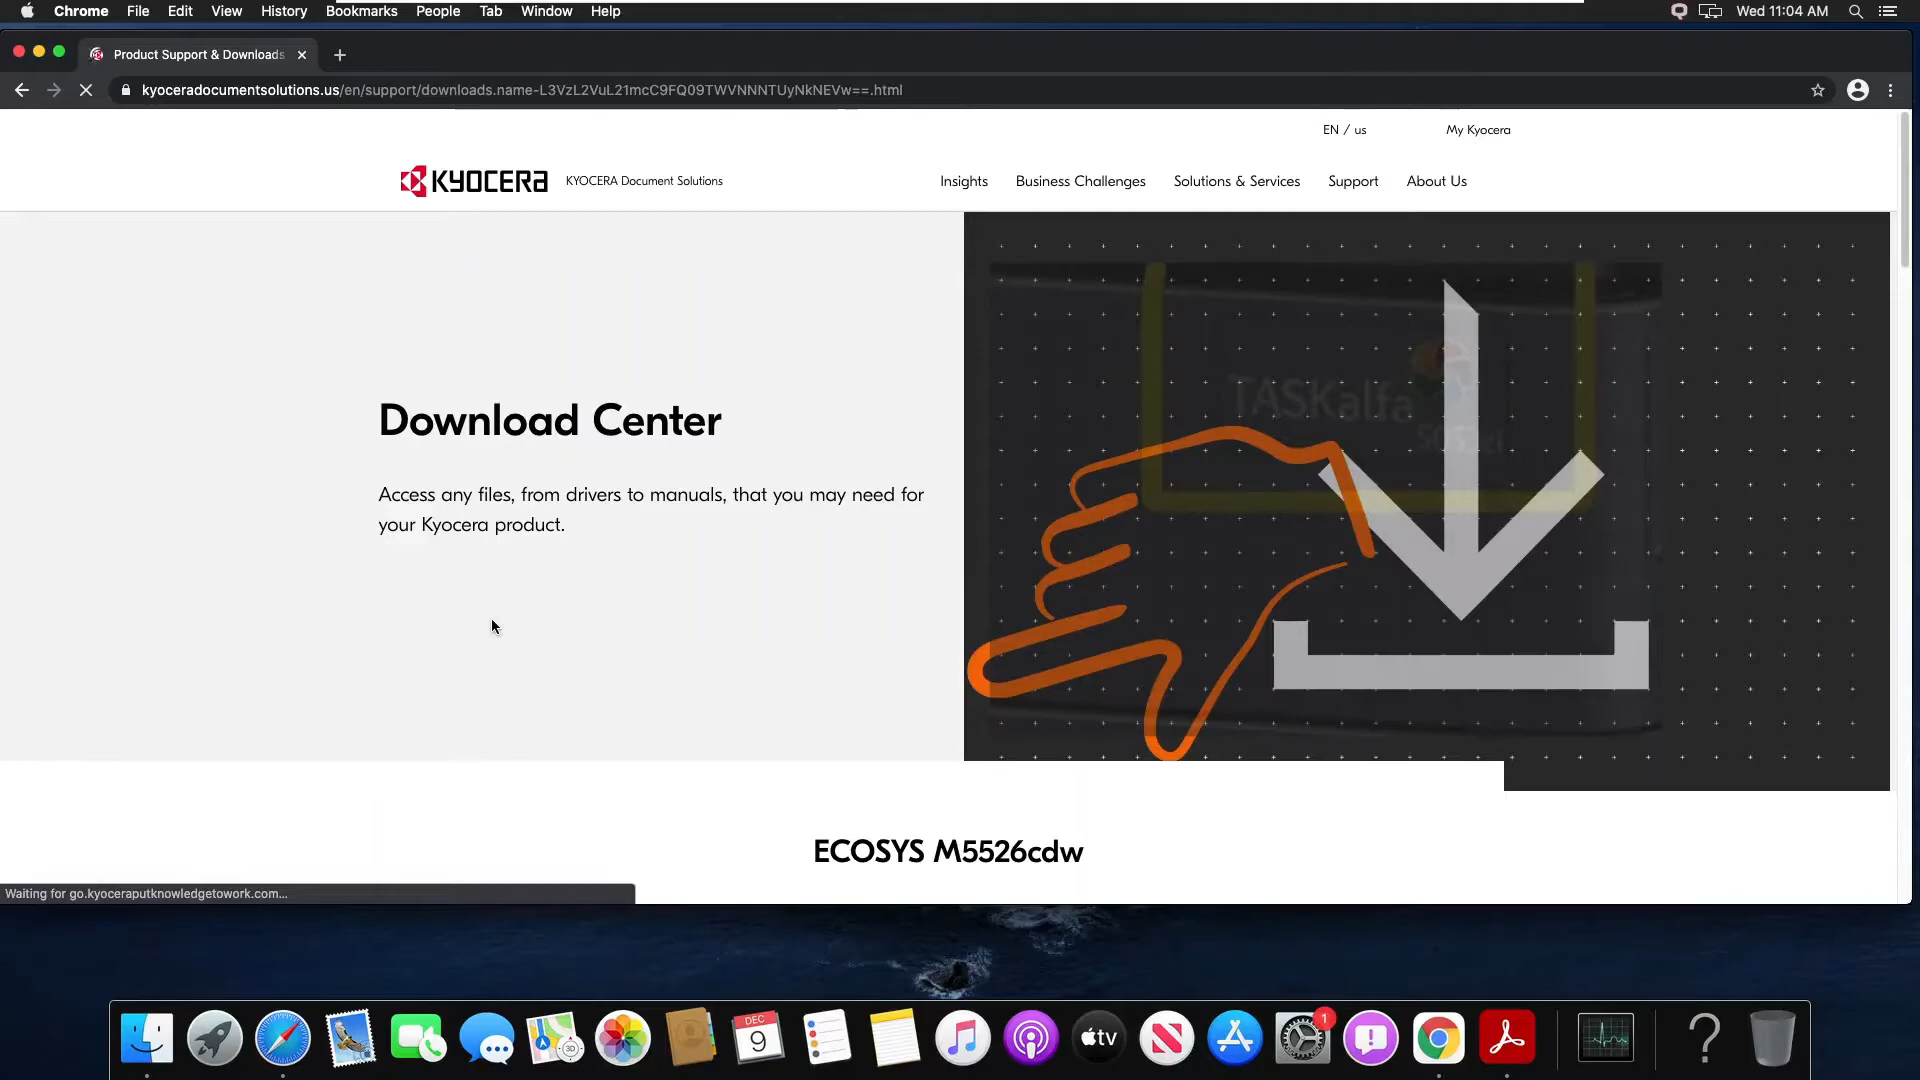 Chrome File Edit View History Bookmarks People Tab Window Help
Wed 11:04 AM
Product Support & Downloads
kyoceradocumentsolutions.us/en/support/downloads.name-L3VzL2VuL21mcC9FQ09TWVNNNTUyNkNEVw==.html
EN / us
My Kyocera
KYOCERA
KYOCERA Document Solutions
Insights
Business Challenges
Solutions & Services
Support
About Us
TASKalfa
Download Center
Access any files, from drivers to manuals, that you may need for
your Kyocera product.
ECOSYS M5526cdw
Waiting for go.kyoceraputknowledgetowork.com...
DEC
9
tv
1